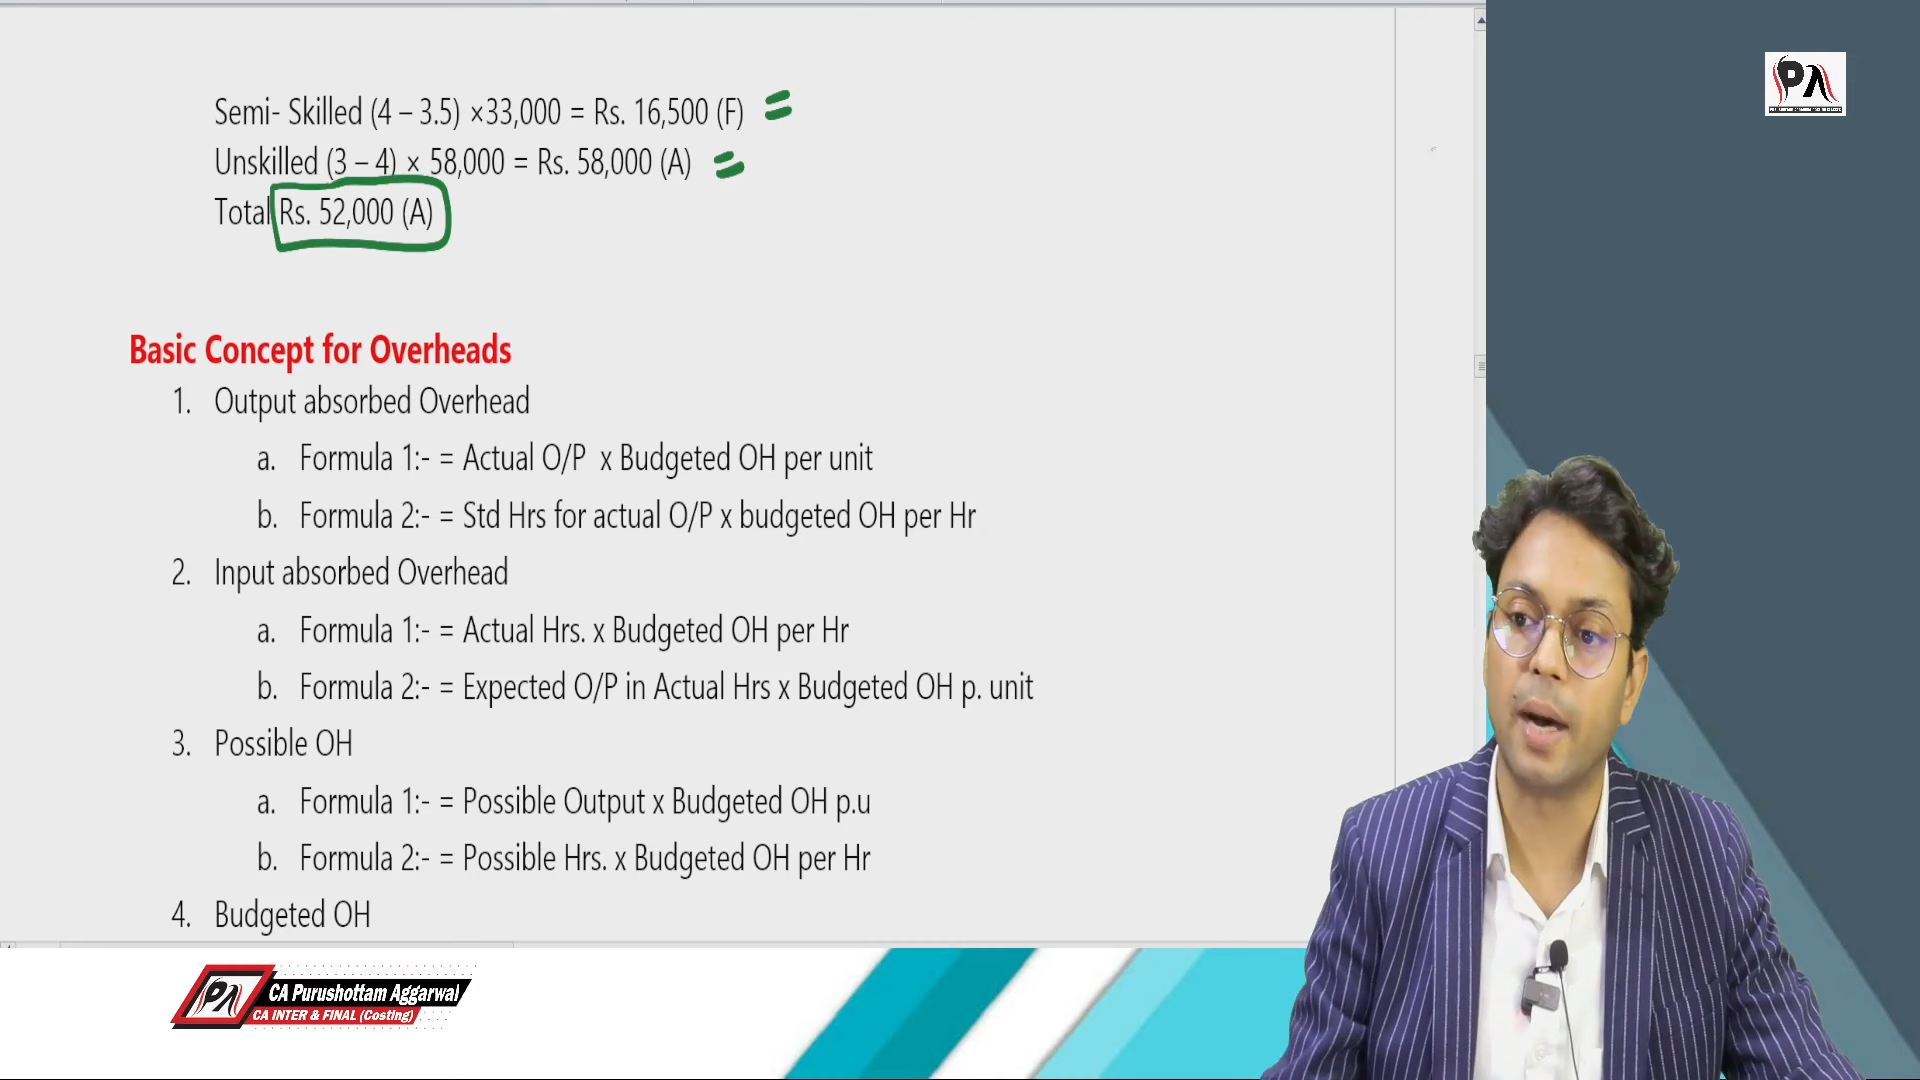 Semi- Skilled (4 – 3.5) ×33,000 = Rs. 16,500 (F)
Unskilled (3 – 4) × 58,000 = Rs. 58,000 (A)
Total Rs. 52,000 (A)
Basic Concept for Overheads
1. Output absorbed Overhead
a. Formula 1:- = Actual O/P x Budgeted OH per unit
b. Formula 2:- = Std Hrs for actual O/P x budgeted OH per Hr
2. Input absorbed Overhead
a. Formula 1:- = Actual Hrs. x Budgeted OH per Hr
b. Formula 2:- = Expected O/P in Actual Hrs x Budgeted OH p. unit
3. Possible OH
a. Formula 1:- = Possible Output x Budgeted OH p.u
b. Formula 2:- = Possible Hrs. x Budgeted OH per Hr
4. Budgeted OH
PA
PA
CA Purushottam Aggarwal
CA INTER & FINAL (Costing)